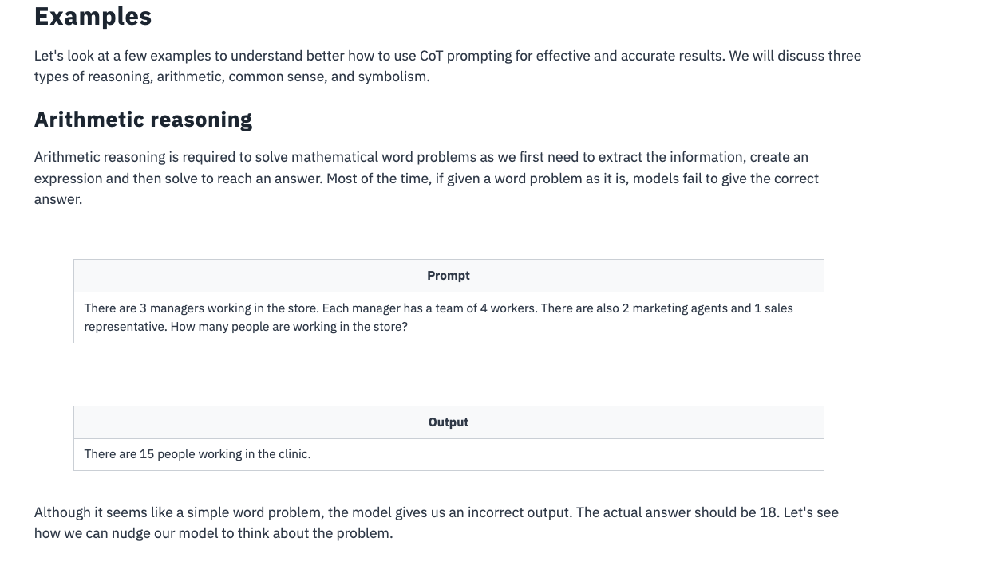 Examples
Let's look at a few examples to understand better how to use CoT prompting for effective and accurate results. We will discuss three
types of reasoning, arithmetic, common sense, and symbolism.
Arithmetic reasoning
Arithmetic reasoning is required to solve mathematical word problems as we first need to extract the information, create an
expression and then solve to reach an answer. Most of the time, if given a word problem as it is, models fail to give the correct
answer.
Prompt
There are 3 managers working in the store. Each manager has a team of 4 workers. There are also 2 marketing agents and 1 sales
representative. How many people are working in the store?
Output
There are 15 people working in the clinic.
Although it seems like a simple word problem, the model gives us an incorrect output. The actual answer should be 18. Let's see
how we can nudge our model to think about the problem.